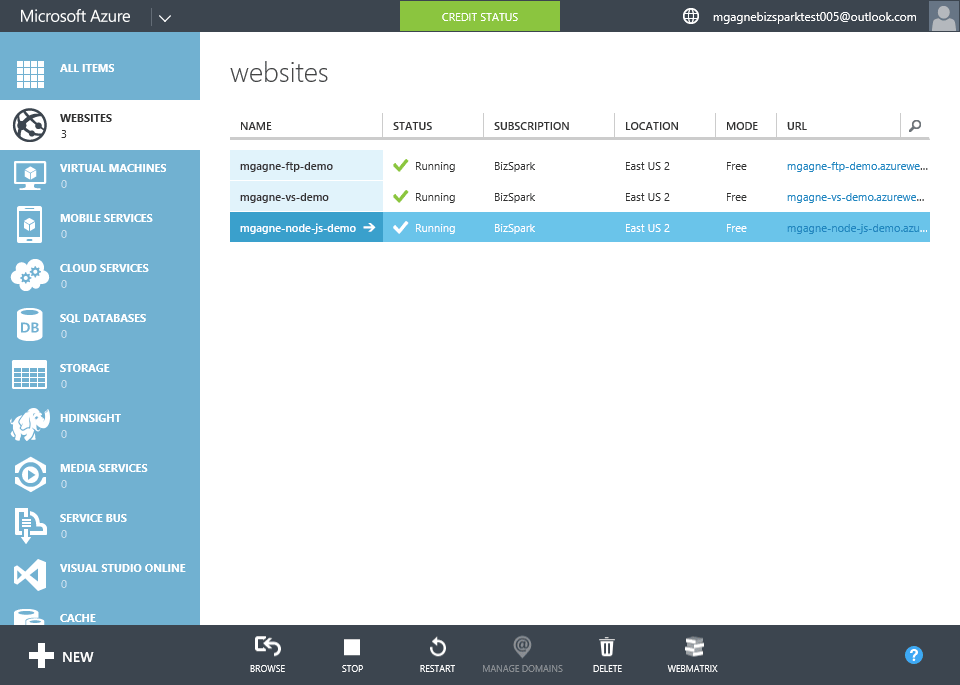 Microsoft Azure
CREDIT STATUS
mgagnebizsparktest005@outlook.com
ALL ITEMS
WEBSITES
3
VIRTUAL MACHINES
0
MOBILE SERVICES
0
CLOUD SERVICES
0
DB
SQL DATABASES
0
STORAGE
0
HDINSIGHT
0
MEDIA SERVICES
0
SERVICE BUS
0
VISUAL STUDIO ONLINE
0
CACHE
websites
NAME STATUS SUBSCRIPTION LOCATION MODE URL
mgagne-ftp-demo Running BizSpark East US 2 Free mgagne-ftp-demo.azurewe...
mgagne-vs-demo Running BizSpark East US 2 Free mgagne-vs-demo.azurewe...
mgagne-node-js-demo Running BizSpark East US 2 Free mgagne-node-js-demo.azu...
NEW
BROWSE
STOP
RESTART
@
MANAGE DOMAINS
DELETE
WEBMATRIX
?